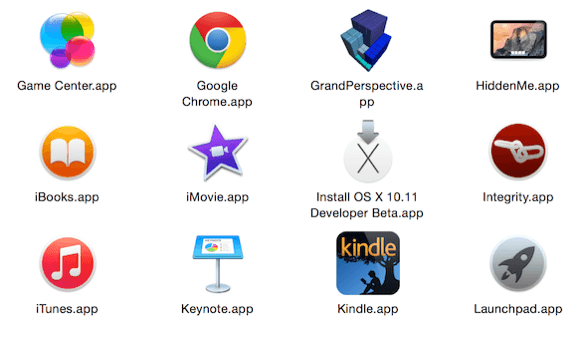 Game Center.app
Google
Chrome.app
GrandPerspective.a
pp
HiddenMe.app
iBooks.app
iMovie.app
Install OS X 10.11
Developer Beta.app
Integrity.app
iTunes.app
Keynote.app
kindle
Kindle.app
Launchpad.app